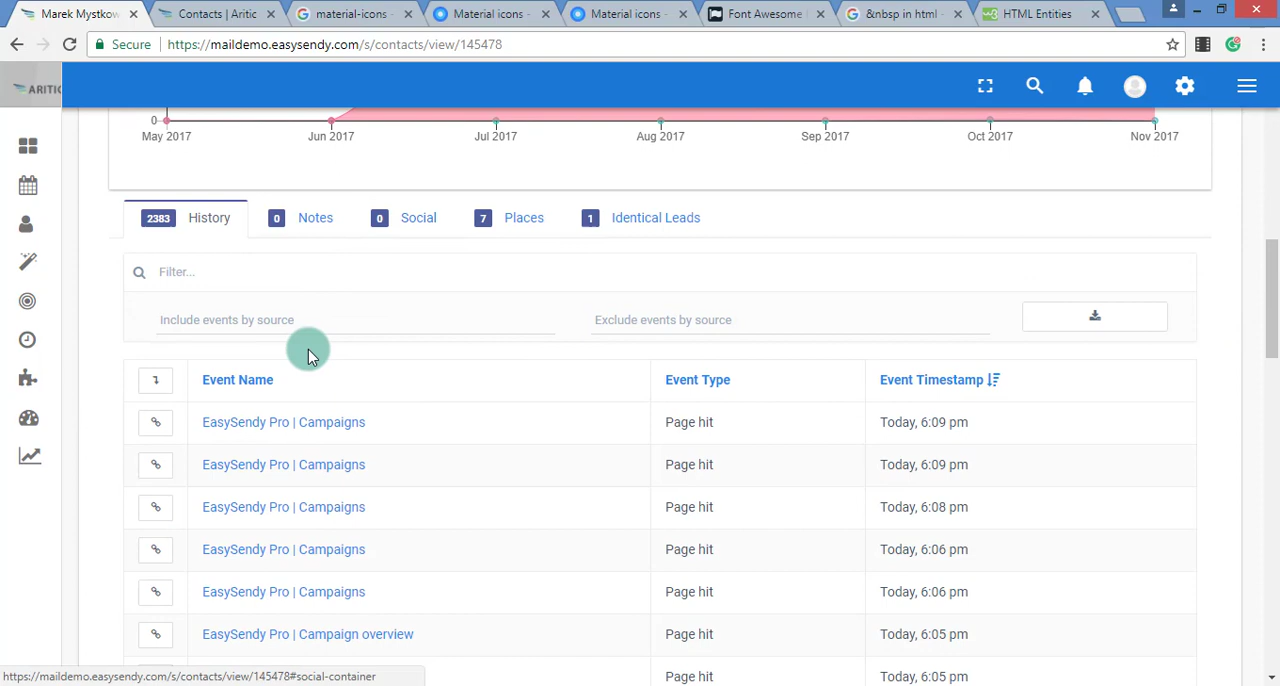 Marek Mystkow
Contacts | Aritic
material-icons -
Material icons -
Material icons -
Font Awesome
&nbsp in html -
HTML Entities
Secure
https://maildemo.easysendy.com/s/contacts/view/145478
ARITIC
0
May 2017
Jun 2017
Jul 2017
Aug 2017
Sep 2017
Oct 2017
Nov 2017
2383 History
0 Notes
0 Social
7 Places
1 Identical Leads
Filter...
Include events by source
Exclude events by source
Event Name
Event Type
Event Timestamp
EasySendy Pro | Campaigns
Page hit
Today, 6:09 pm
EasySendy Pro | Campaigns
Page hit
Today, 6:09 pm
EasySendy Pro | Campaigns
Page hit
Today, 6:08 pm
EasySendy Pro | Campaigns
Page hit
Today, 6:06 pm
EasySendy Pro | Campaigns
Page hit
Today, 6:06 pm
EasySendy Pro | Campaign overview
Page hit
Today, 6:05 pm
Page hit
Today, 6:05 pm
https://maildemo.easysendy.com/s/contacts/view/145478#social-container